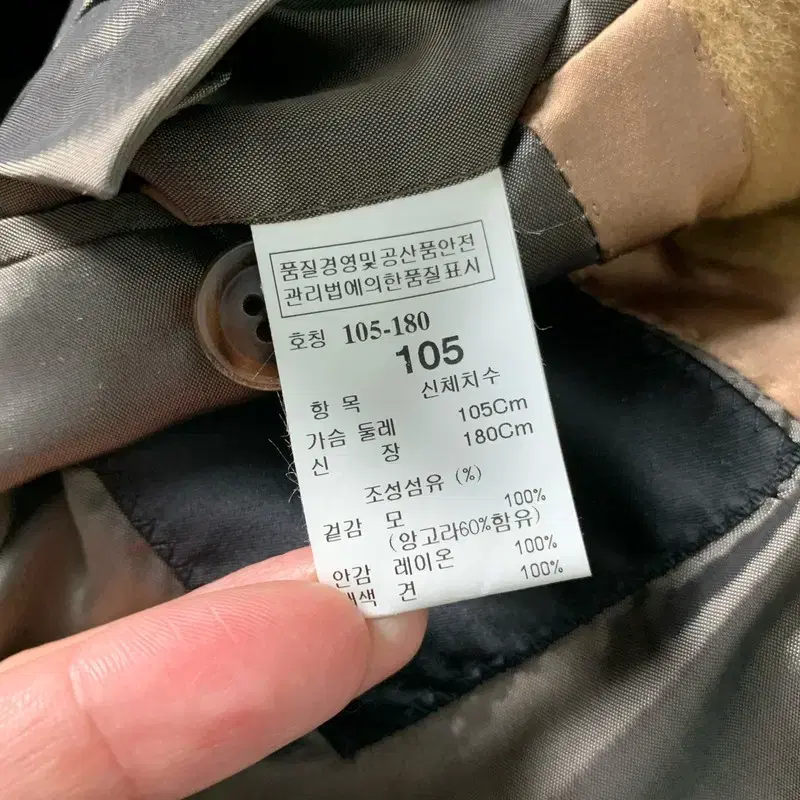 품질경영및공산품안전
관리법에의한품질표시
호칭 105-180
105
항 목 신체치수
가슴 둘레 105Cm
신 장 180Cm
조성섬유 (%)
겉감 모 100%
(앙고라60%함유)
안감 레이온 100%
배색 견 100%